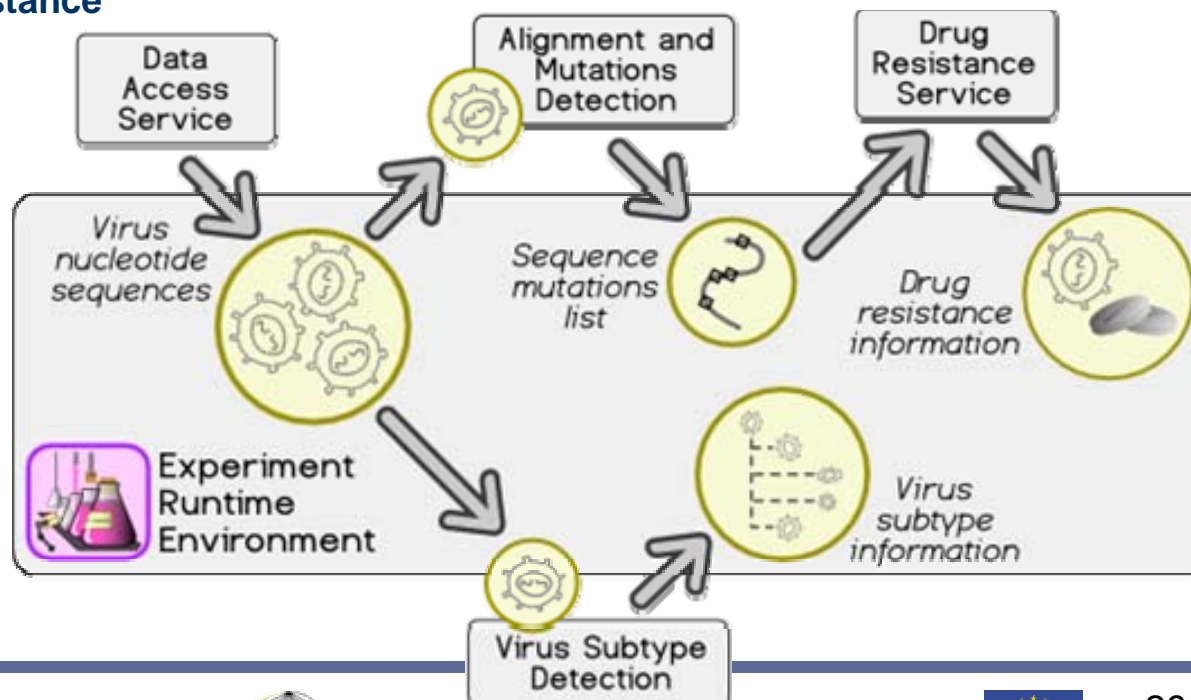 Data
Access
Service
Alignment and
Mutations
Detection
Drug
Resistance
Service
Virus
nucleotide
sequences
Sequence
mutations
list
Drug
resistance
information
Experiment
Runtime
Environment
Virus
subtype
information
Virus Subtype
Detection